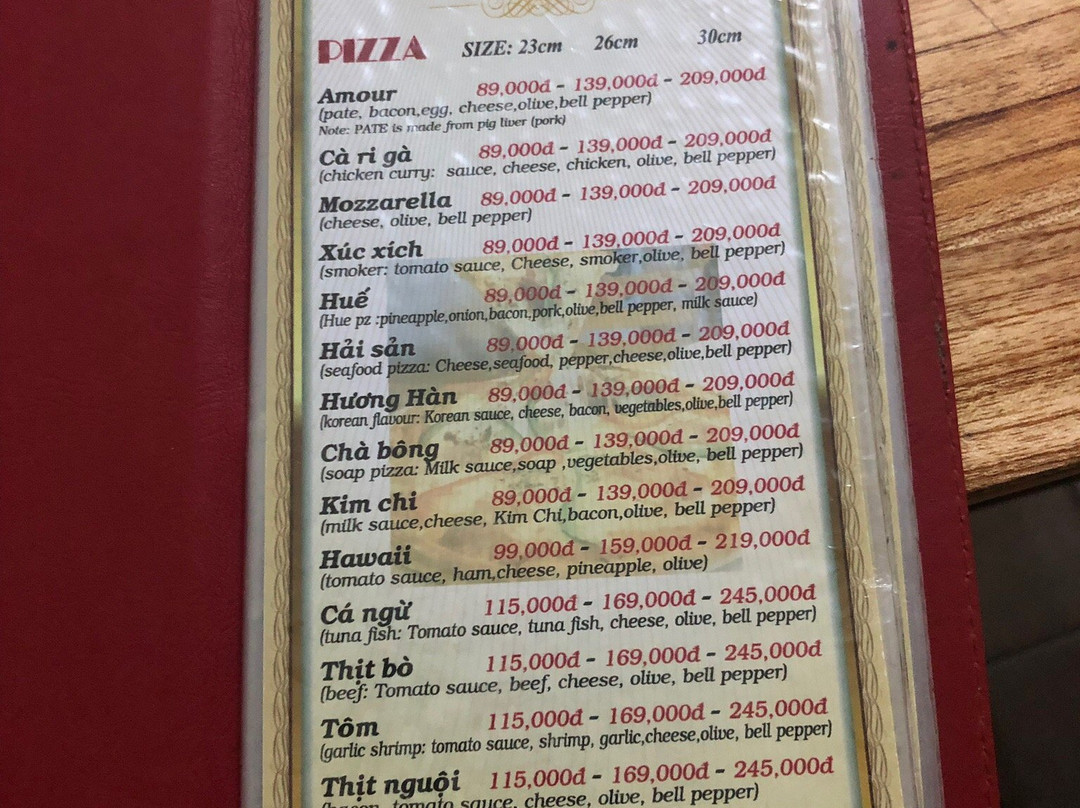 PIZZA SIZE: 23cm 26cm 30cm
Amour 89,000đ - 139,000đ - 209,000đ
(pate, bacon,egg, cheese,olive,bell pepper)
Note: PATE is made from pig liver (pork)
Cà ri gà 89,000đ - 139,000đ - 209,000đ
(chicken curry: sauce, cheese, chicken, olive, bell pepper)
Mozzarella 89,000đ - 139,000đ - 209,000đ
(cheese, olive, bell pepper)
Xúc xích 89,000đ - 139,000đ - 209,000đ
(smoker: tomato sauce, Cheese, smoker,olive, bell pepper)
Huế 89,000đ - 139,000đ - 209,000đ
(Hue pz :pineapple,onion,bacon,pork,olive,bell pepper, milk sauce)
Hải sản 89,000đ - 139,000đ - 209,000đ
(seafood pizza: Cheese,seafood, pepper,cheese,olive,bell pepper)
Hương Hàn 89,000đ - 139,000đ - 209,000đ
(korean flavour: Korean sauce, cheese, bacon, vegetables,olive,bell pepper)
Chà bông 89,000đ - 139,000đ - 209,000đ
(soap pizza: Milk sauce,soap ,vegetables,olive, bell pepper)
Kim chi 89,000đ - 139,000đ - 209,000đ
(milk sauce,cheese, Kim Chi,bacon,olive, bell pepper)
Hawaii 99,000đ - 159,000đ - 219,000đ
(tomato sauce, ham,cheese, pineapple, olive)
Cá ngừ 115,000đ - 169,000đ - 245,000đ
(tuna fish: Tomato sauce, tuna fish, cheese, olive, bell pepper)
Thịt bò 115,000đ - 169,000đ - 245,000đ
(beef: Tomato sauce, beef, cheese, olive, bell pepper)
Tôm 115,000đ - 169,000đ - 245,000đ
(garlic shrimp: tomato sauce, shrimp, garlic,cheese,olive, bell pepper)
Thịt nguội 115,000đ - 169,000đ - 245,000đ
(bacon, tomato sauce, cheese, olive, bell pepper)